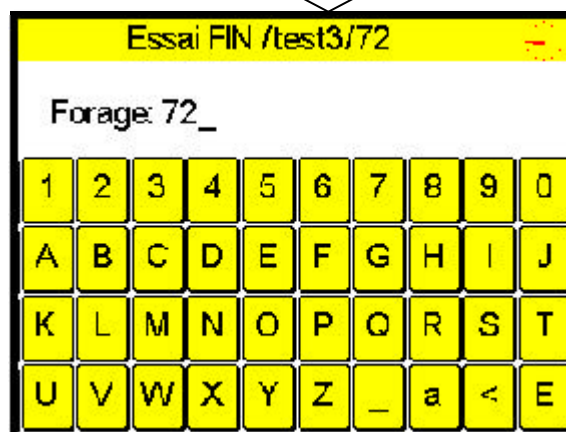 Essai FIN /test3/72
Forage: 72_
1 2 3 4 5 6 7 8 9 0
A B C D E F G H I J
K L M N O P Q R S T
U V W X Y Z _ a < E